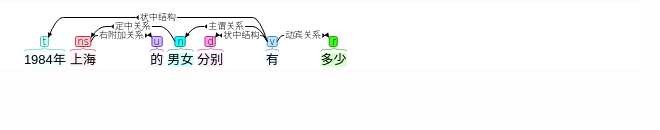 状中结构
定中关系 主谓关系
右附加关系 状中结构 动宾关系
t ns u n d v r
1984年 上海 的 男女 分别 有 多少